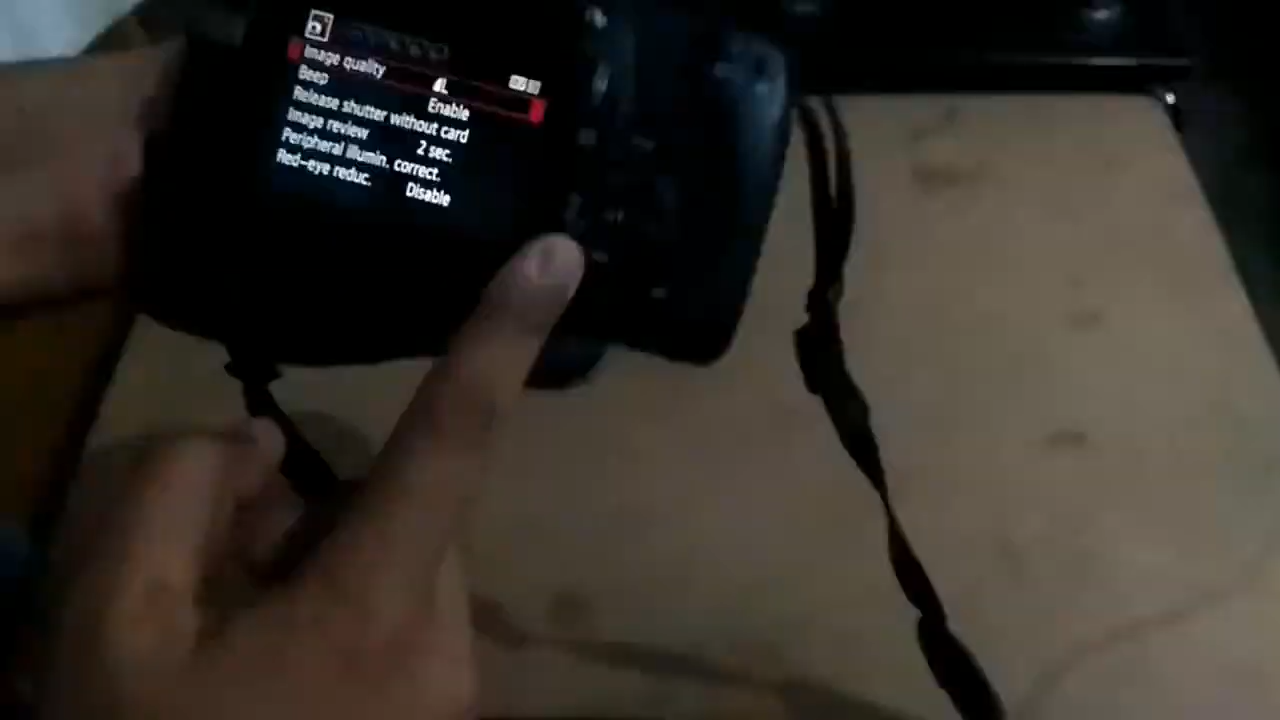 Image quality L
Beep Enable
Release shutter without card
Image review 2 sec.
Peripheral illumin. correct.
Red-eye reduc. Disable